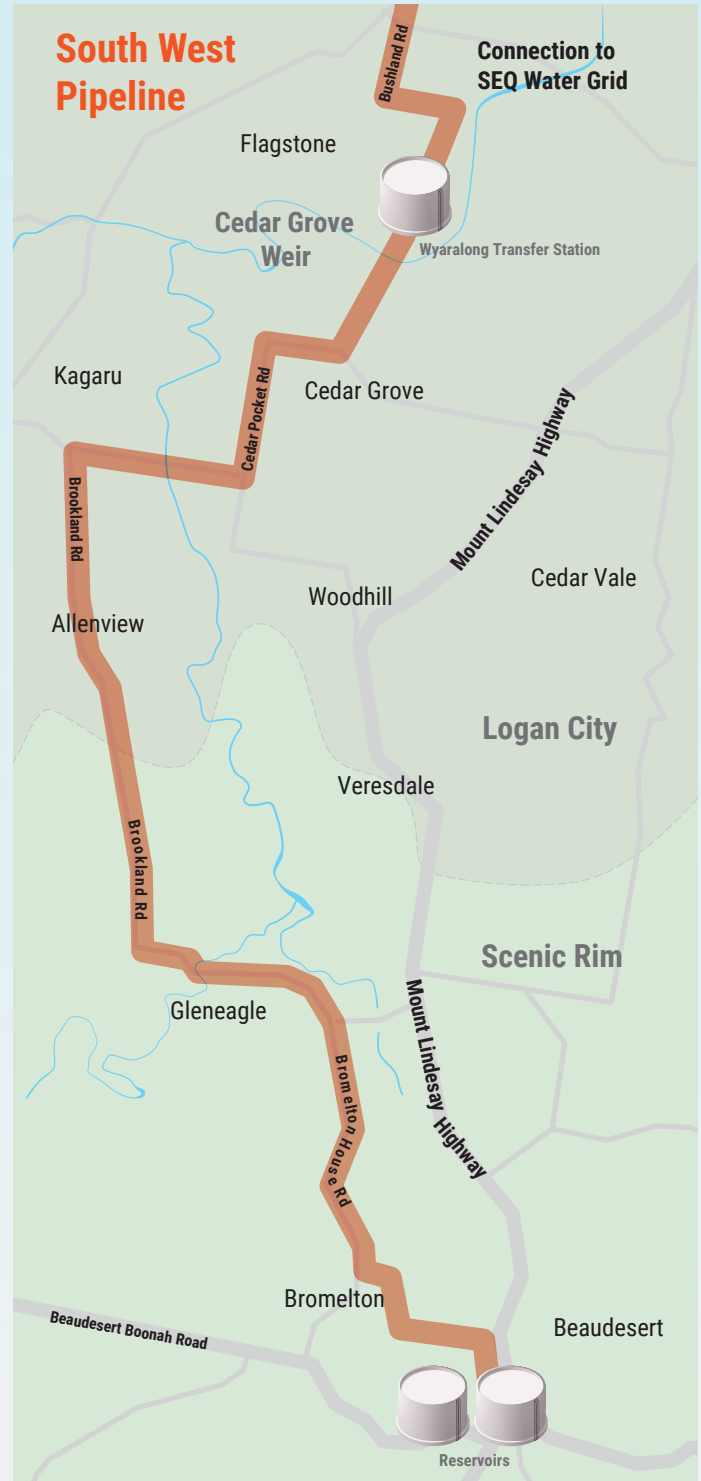 South West
Pipeline
Bushland Rd
Connection to
SEQ Water Grid
Flagstone
Cedar Grove
Weir
Wyaralong Transfer Station
Kagaru
Cedar Grove
Cedar Pocket Rd
Mount Lindesay Highway
Brookland Rd
Cedar Vale
Woodhill
Allenview
Logan City
Veresdale
Brookland Rd
Scenic Rim
Gleneagle
Mount Lindesay Highway
Bromelton House Rd
Bromelton
Beaudesert Boonah Road
Beaudesert
Reservoirs